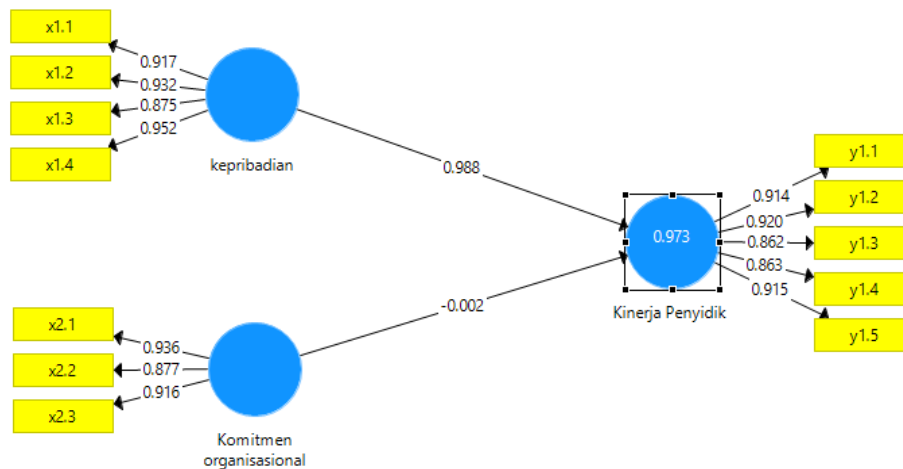 x1.1
x1.2
x1.3
x1.4
0.917
0.932
0.875
0.952
kepribadian
0.988
x2.1
x2.2
x2.3
0.936
0.877
0.916
Komitmen
organisasional
-0.002
0.973
Kinerja Penyidik
0.914
0.920
0.862
0.863
0.915
y1.1
y1.2
y1.3
y1.4
y1.5